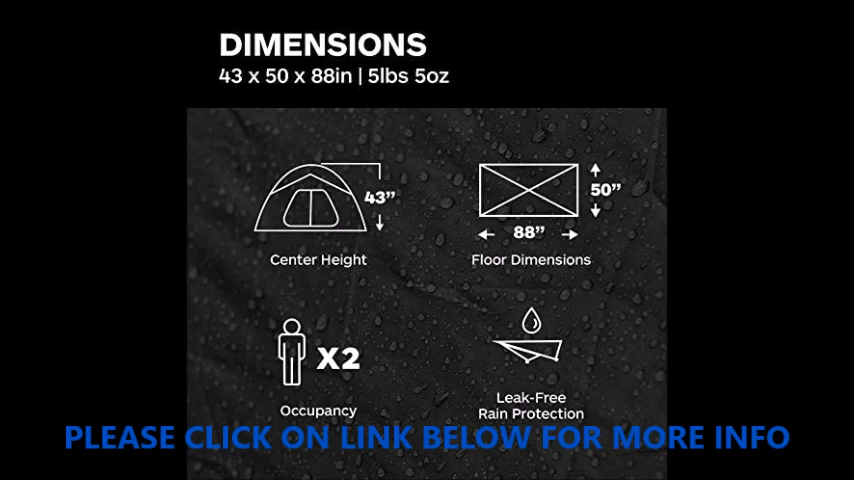 DIMENSIONS
43 x 50 x 88in | 5lbs 5oz
43”
50”
88”
Center Height
Floor Dimensions
X2
Occupancy
Leak-Free
Rain Protection
PLEASE CLICK ON LINK BELOW FOR MORE INFO